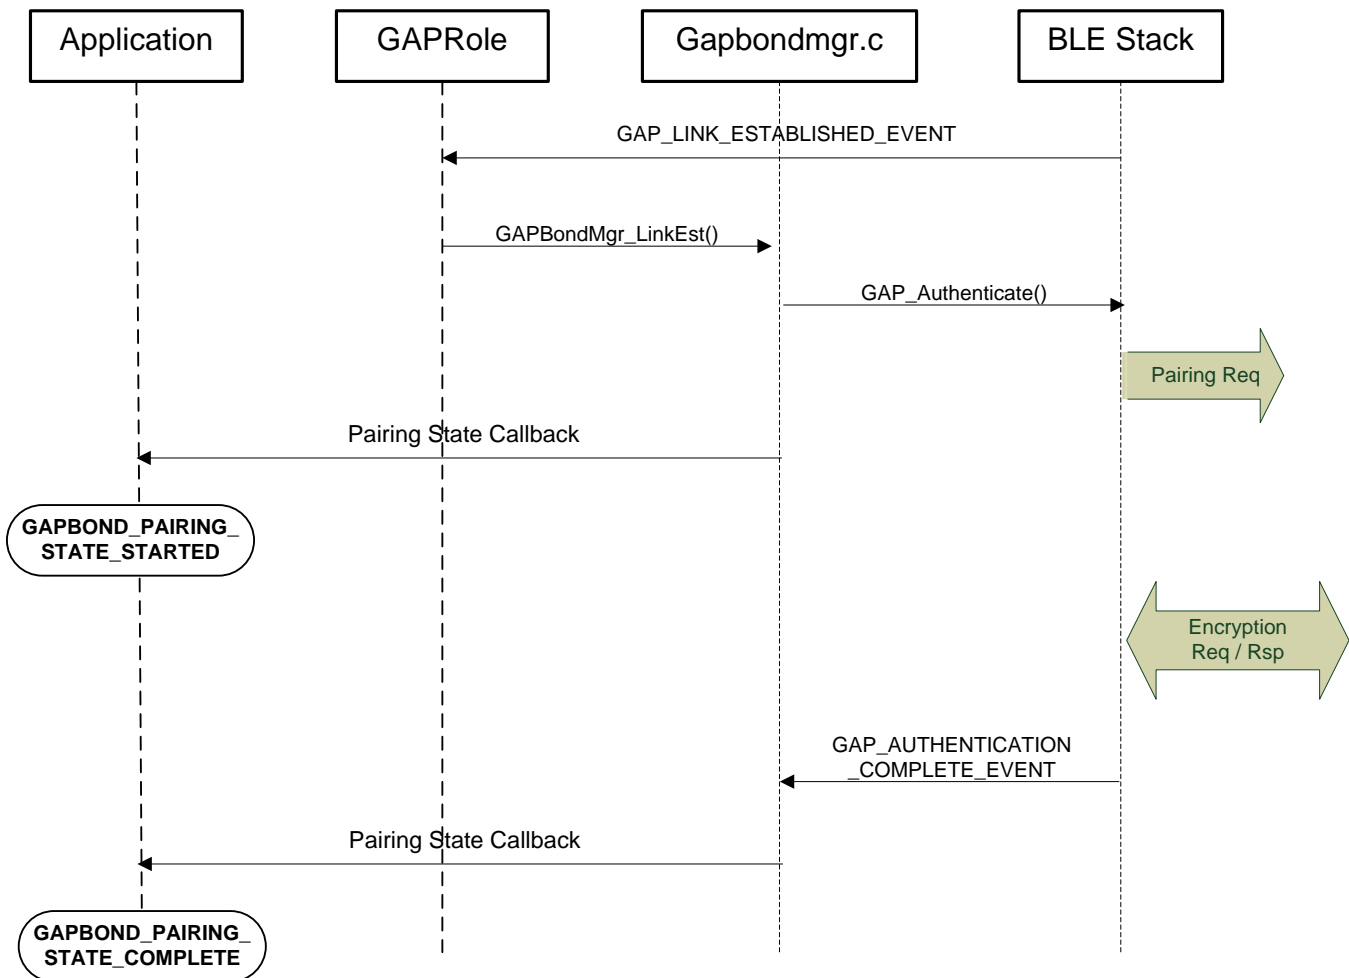 Application
GAPRole
Gapbondmgr.c
BLE Stack
GAP_LINK_ESTABLISHED_EVENT
GAPBondMgr_LinkEst()
GAP_Authenticate()
Pairing Req
Pairing State Callback
GAPBOND_PAIRING_
STATE_STARTED
Encryption
Req / Rsp
GAP_AUTHENTICATION
_COMPLETE_EVENT
Pairing State Callback
GAPBOND_PAIRING_
STATE_COMPLETE